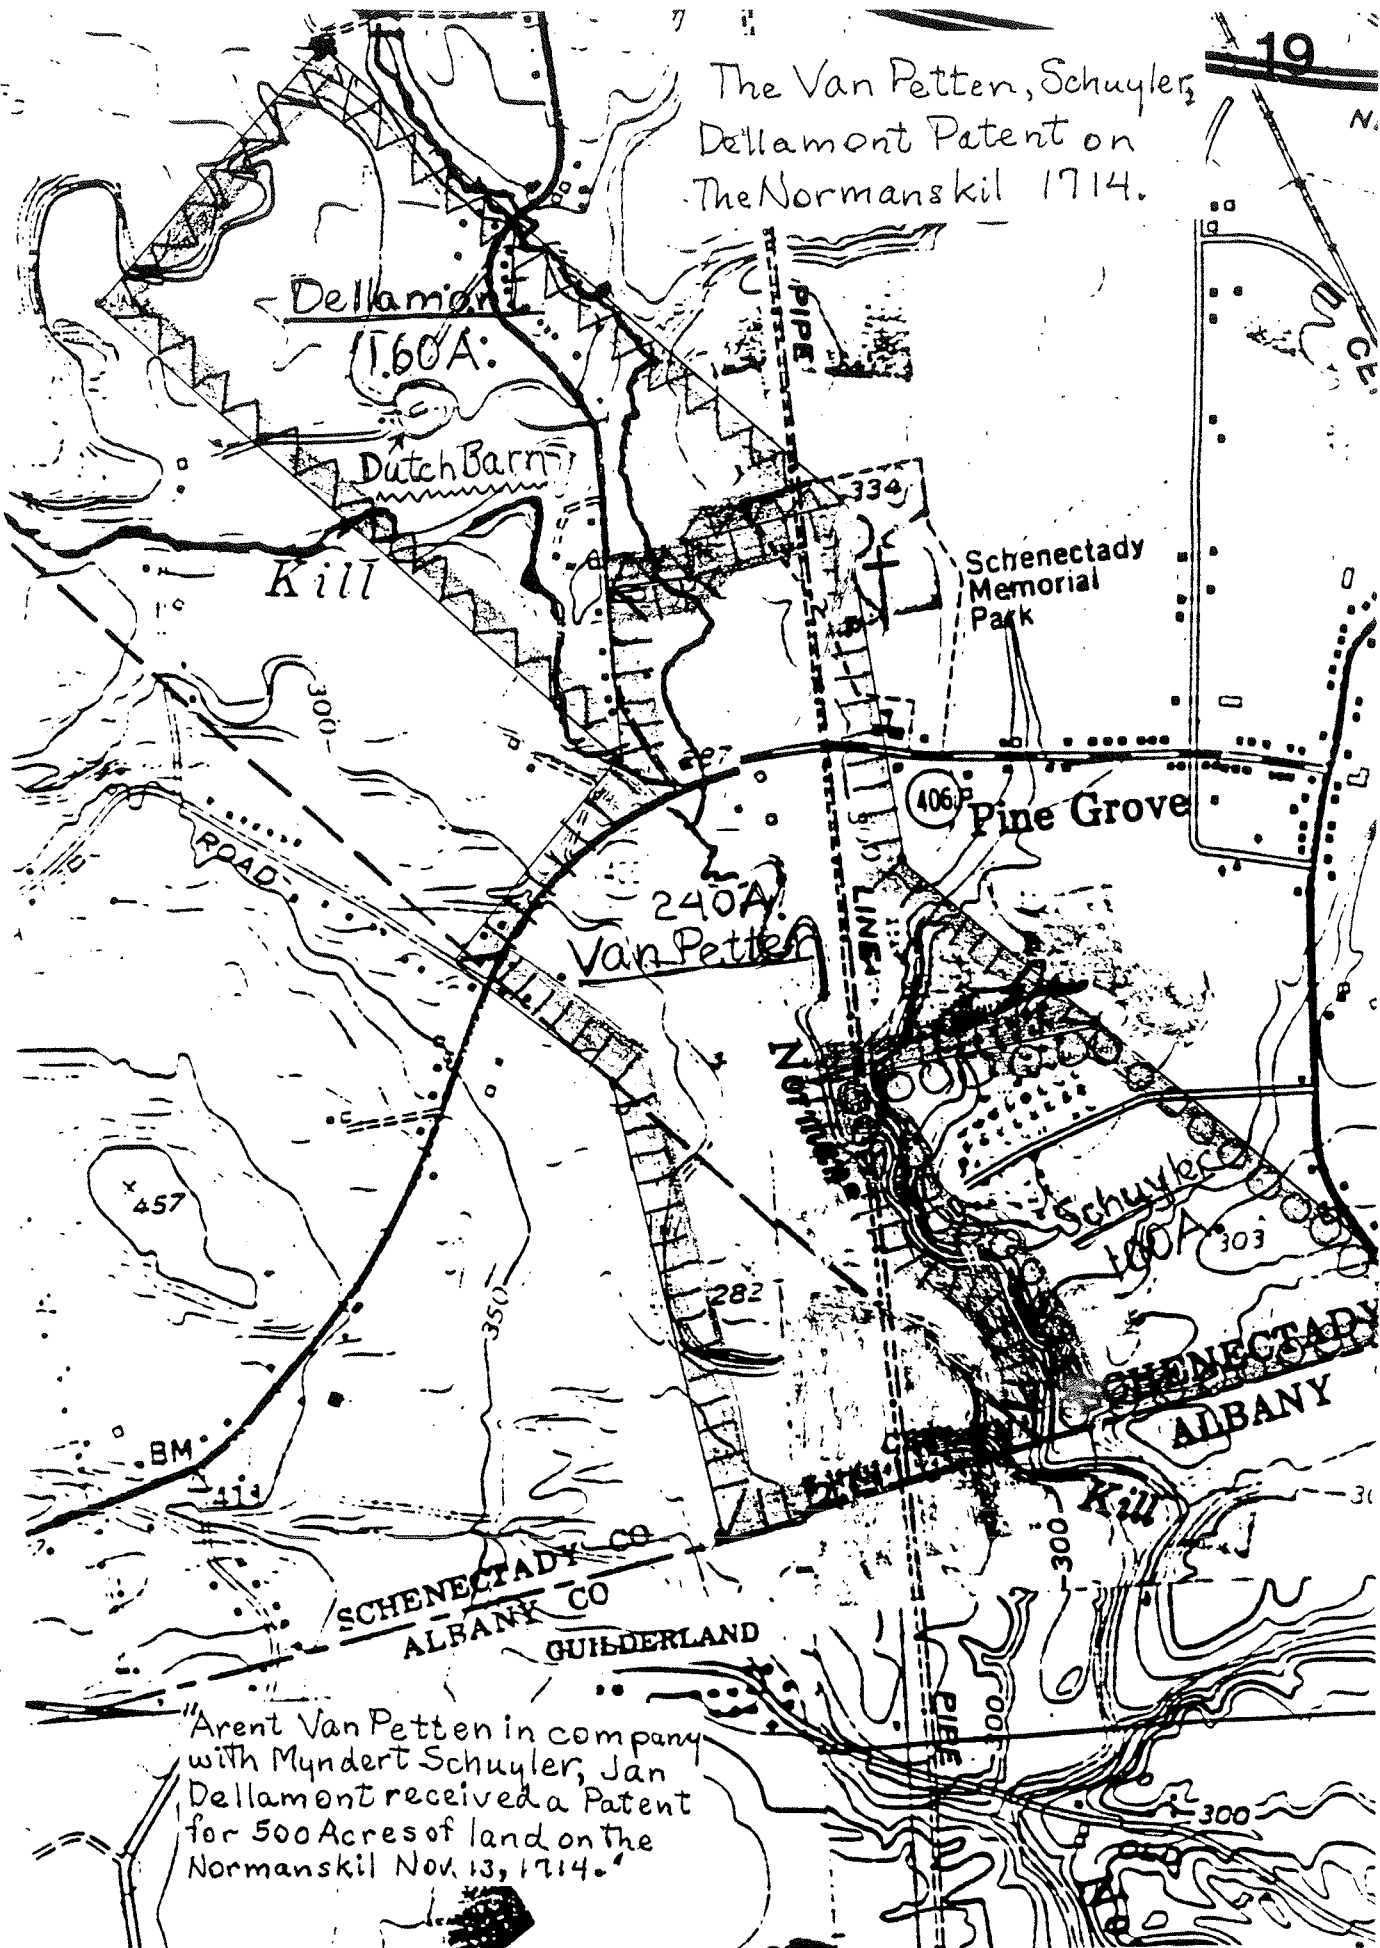 19
The Van Petten, Schuyler,
Dellamont Patent on
The Normanskil 1714.
Dellamont
160 A.
PIPE
Dutch Barn
334
Schenectady
Memorial
Park
Kill
300
406
Pine Grove
ROAD
240A
Van Petten
LINE
Normans
457
Schuyler
100A.
303
282
350
SCHENECTADY
ALBANY
BM
411
Kill
300
SCHENECTADY CO
ALBANY CO
GUILDERLAND
PIPE
300
"Arent Van Petten in company
with Myndert Schuyler, Jan
Dellamont received a Patent
for 500 Acres of land on the
Normanskil Nov. 13, 1714."
300